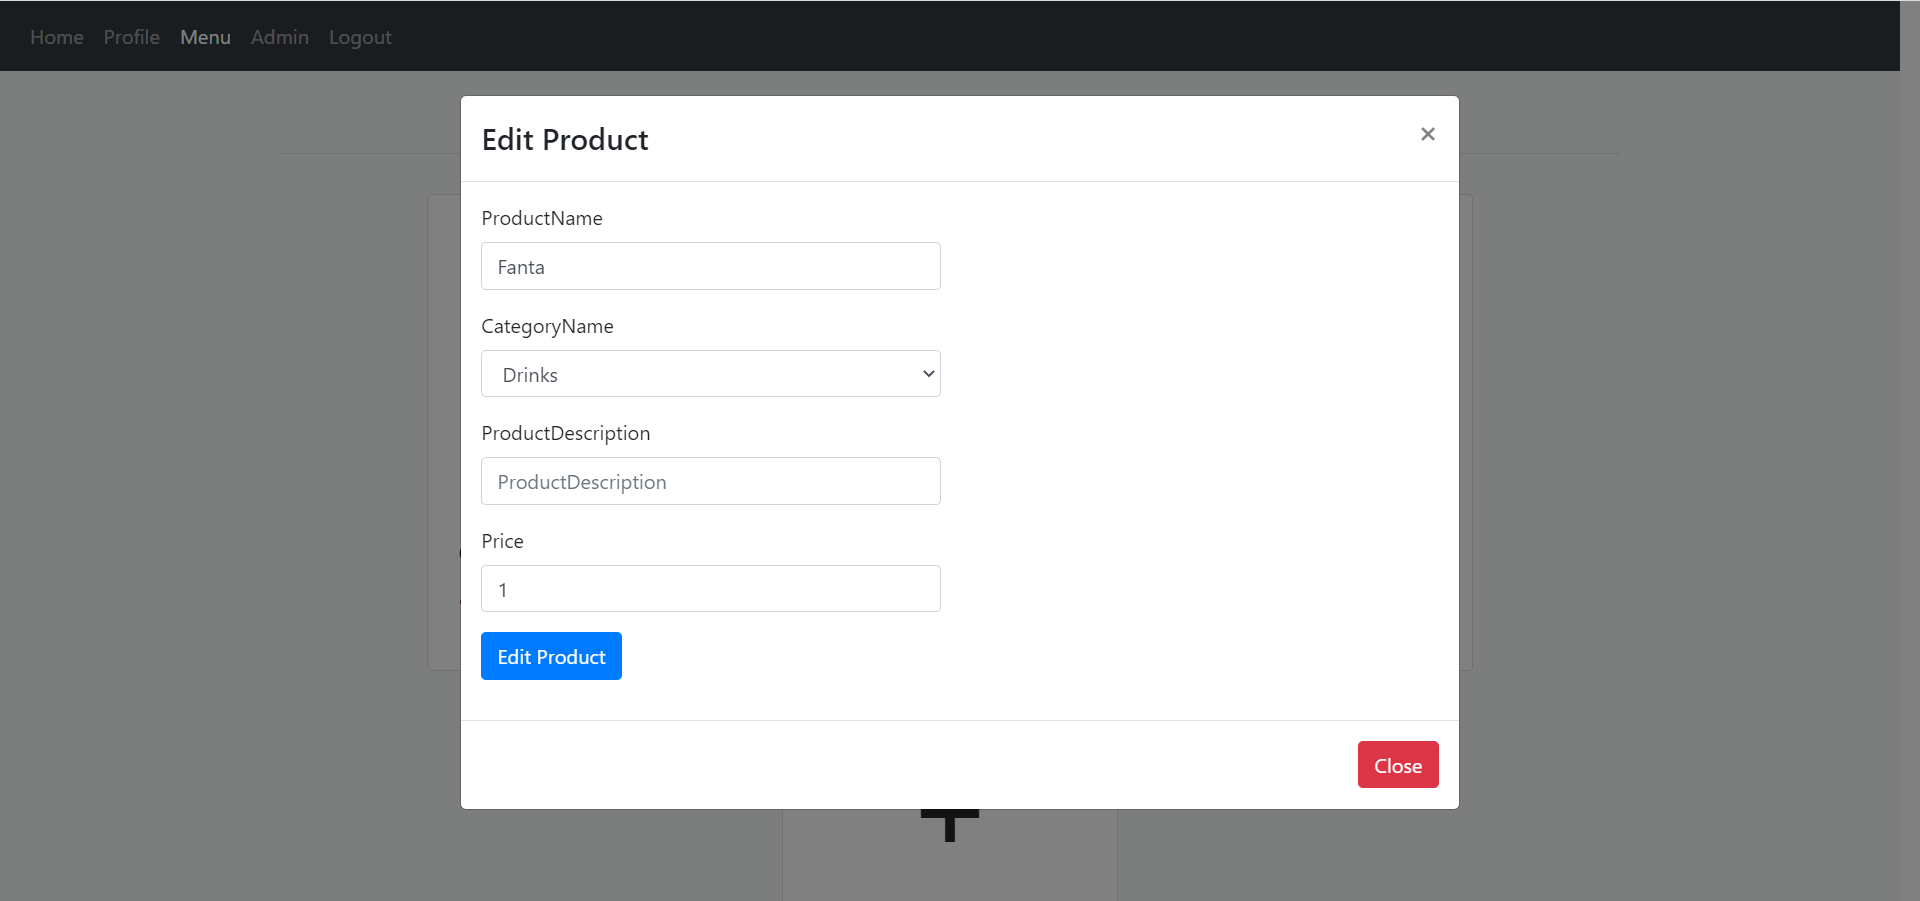 Home Profile Menu Admin Logout
Edit Product ×
ProductName
Fanta
CategoryName
Drinks
ProductDescription
ProductDescription
Price
1
Edit Product
Close